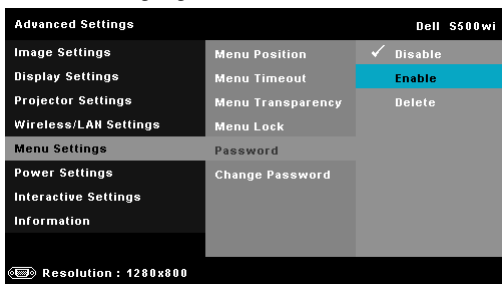 Advanced Settings Dell S500wi
Image Settings
Display Settings
Projector Settings
Wireless/LAN Settings
Menu Settings
Power Settings
Interactive Settings
Information
Menu Position
Menu Timeout
Menu Transparency
Menu Lock
Password
Change Password
Disable
Enable
Delete
Resolution : 1280x800